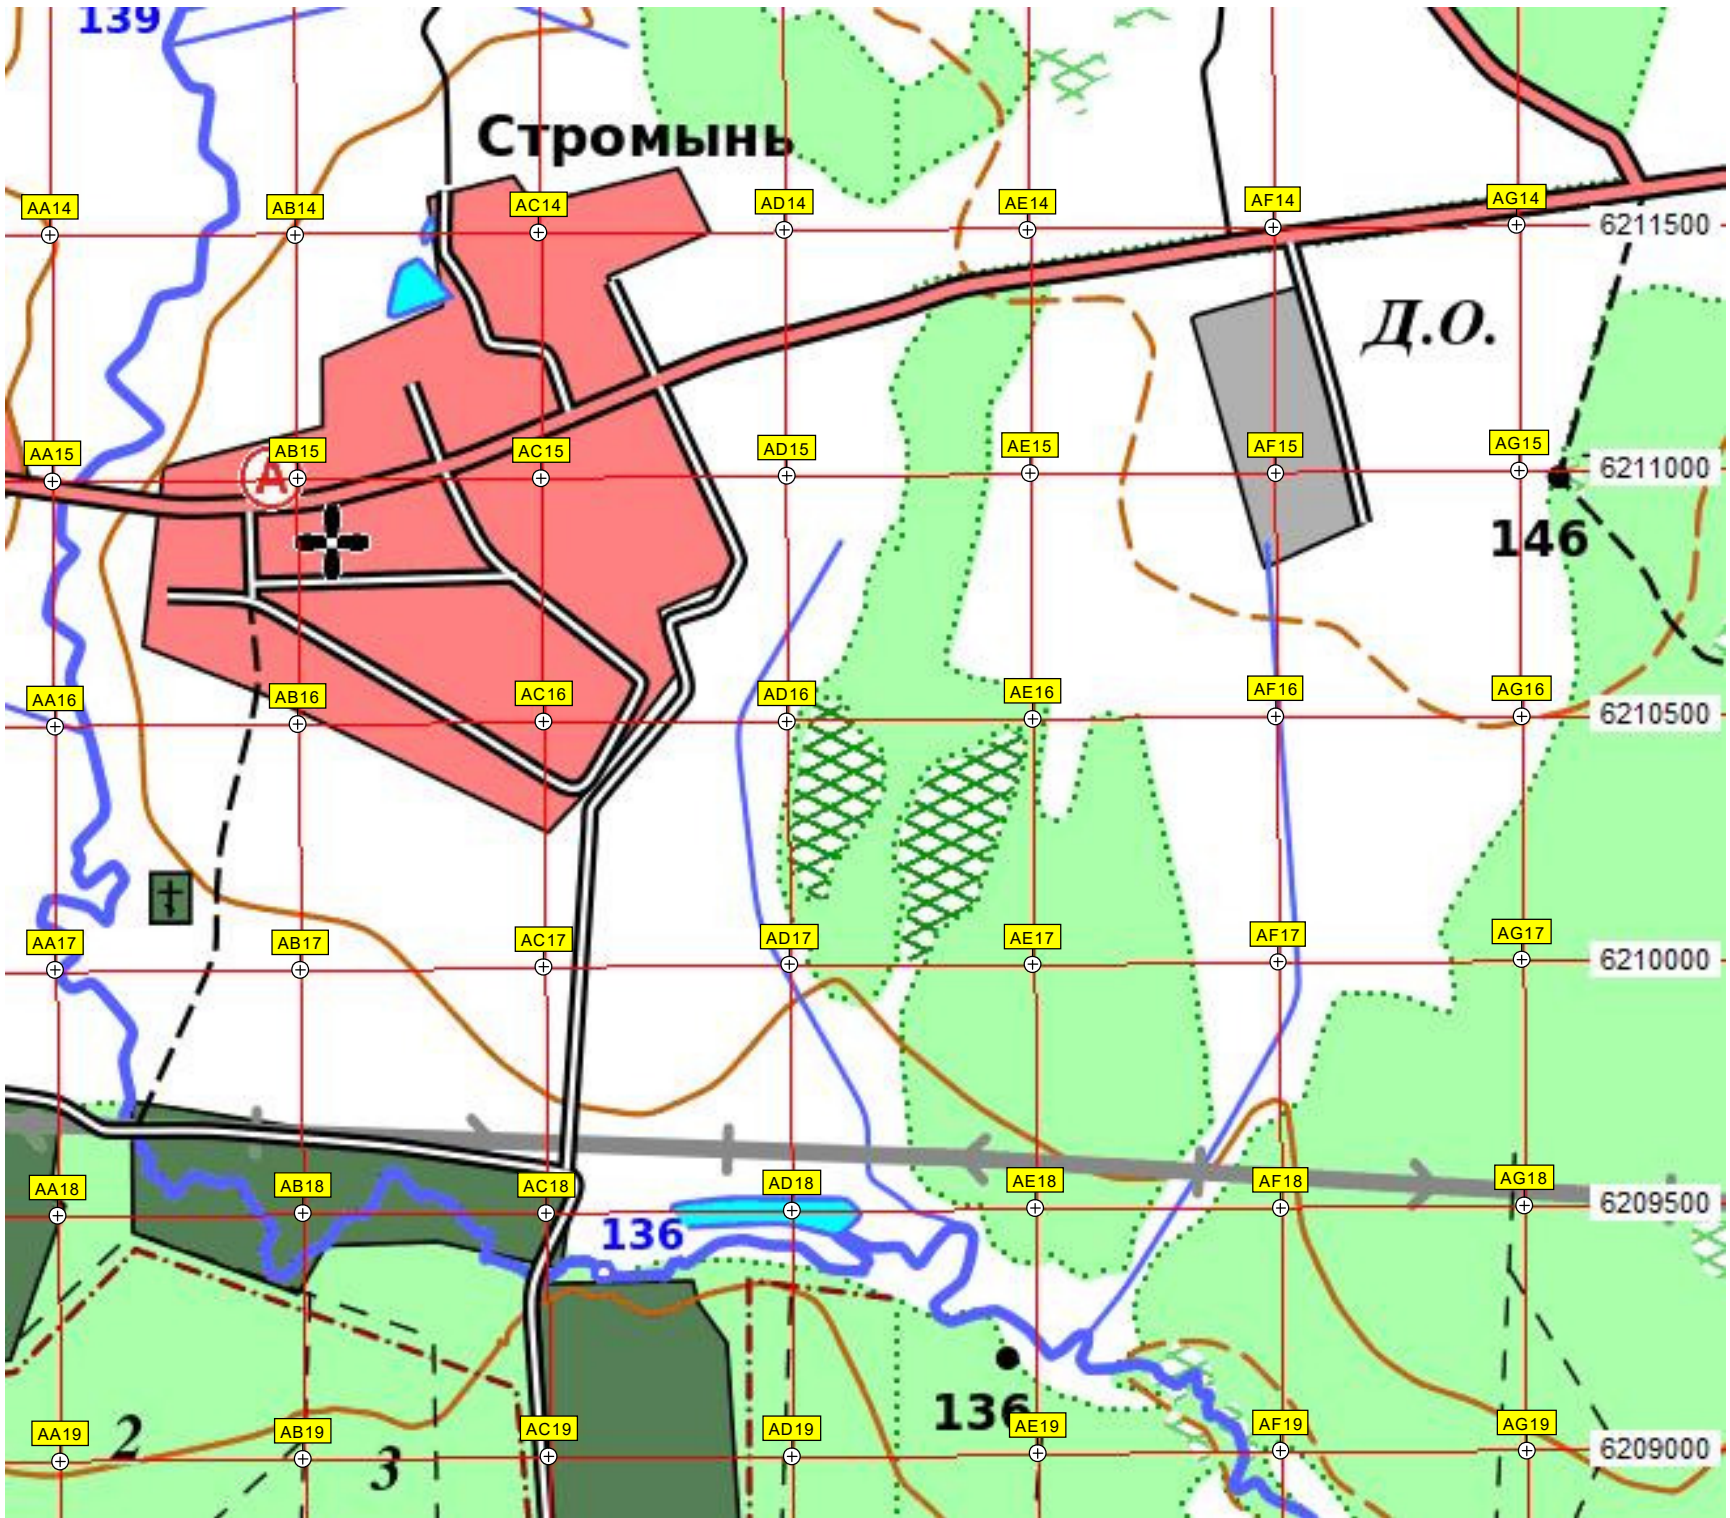 139
Стромынь
AA14
AB14
AC14
AD14
AE14
AF14
AG14
6211500
Д.О.
AA15
А
AB15
AC15
AD15
AE15
AF15
AG15
6211000
146
AA16
AB16
AC16
AD16
AE16
AF16
AG16
6210500
AA17
AB17
AC17
AD17
AE17
AF17
AG17
6210000
AA18
AB18
AC18
AD18
AE18
AF18
AG18
6209500
136
136
AA19
2
AB19
3
AC19
AD19
AE19
AF19
AG19
6209000